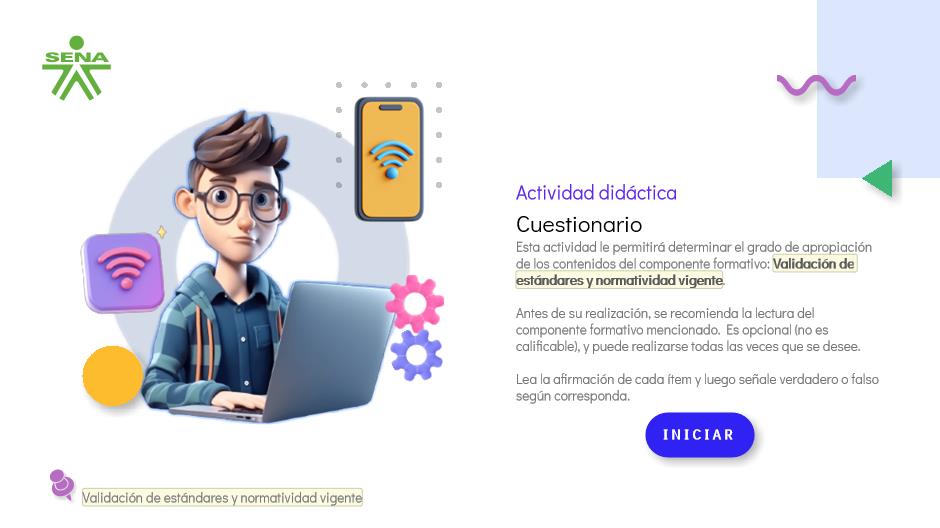 SENA
Actividad didáctica
Cuestionario
Esta actividad le permitirá determinar el grado de apropiación
de los contenidos del componente formativo: Validación de
estándares y normatividad vigente.
Antes de su realización, se recomienda la lectura del
componente formativo mencionado. Es opcional (no es
calificable), y puede realizarse todas las veces que se desee.
Lea la afirmación de cada ítem y luego señale verdadero o falso
según corresponda.
INICIAR
Validación de estándares y normatividad vigente